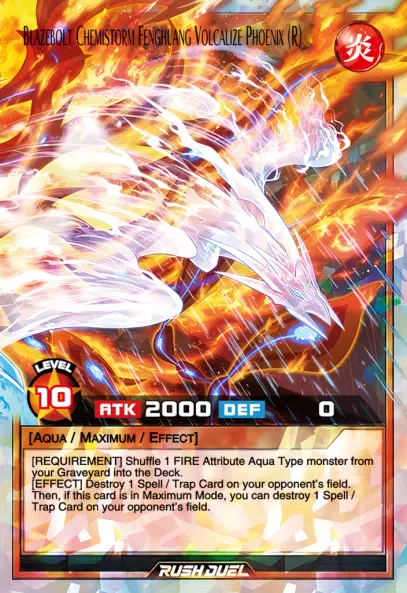 Blazebolt Chemistorm Fenghuang Volcalize Phoenix (R)
炎
LEVEL
10
ATK 2000 DEF 0
[Aqua / Maximum / Effect]
[REQUIREMENT] Shuffle 1 FIRE Attribute Aqua Type monster from
your Graveyard into the Deck.
[EFFECT] Destroy 1 Spell / Trap Card on your opponent's field.
Then, if this card is in Maximum Mode, you can destroy 1 Spell /
Trap Card on your opponent's field.
RUSH DUEL